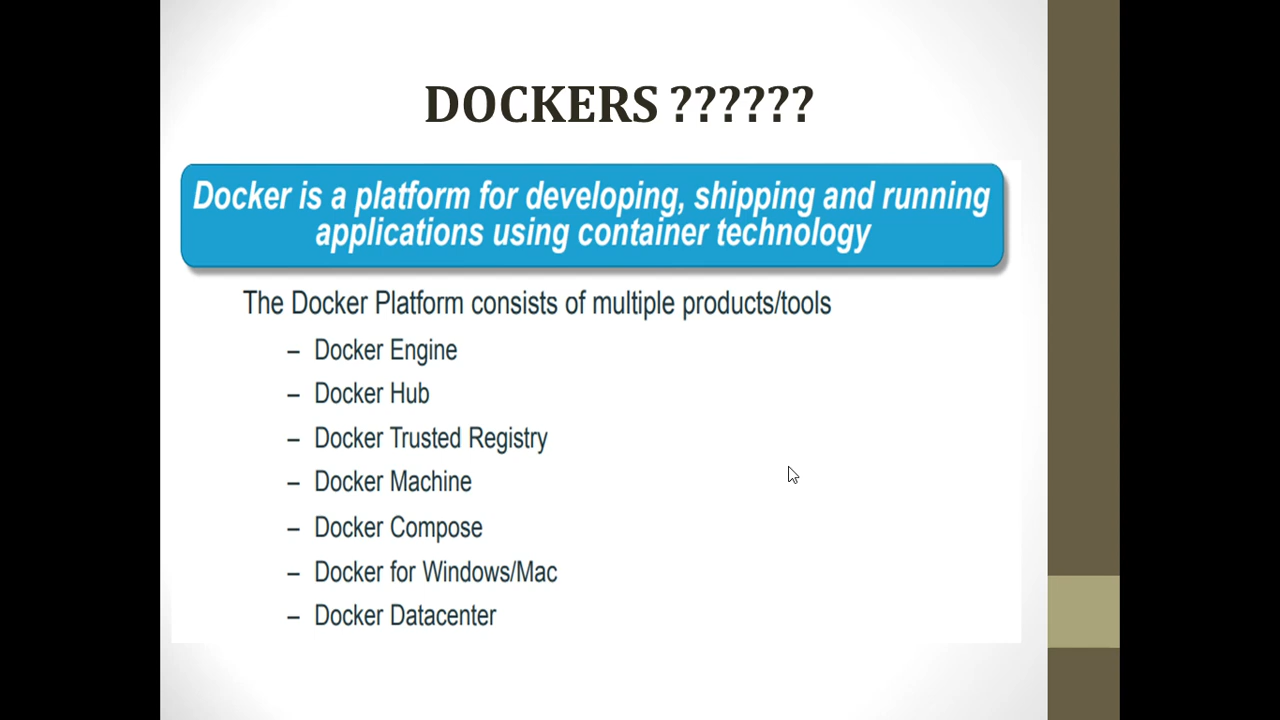 DOCKERS ??????
Docker is a platform for developing, shipping and running
applications using container technology
The Docker Platform consists of multiple products/tools
– Docker Engine
– Docker Hub
– Docker Trusted Registry
– Docker Machine
– Docker Compose
– Docker for Windows/Mac
– Docker Datacenter